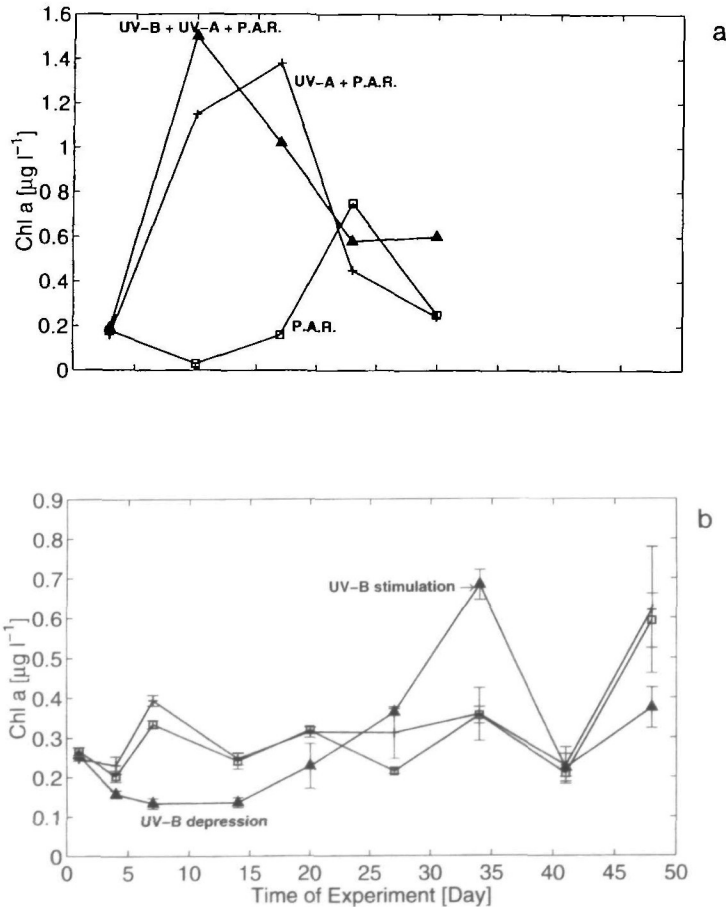 a
UV-B + UV-A + P.A.R.
UV-A + P.A.R.
P.A.R.
Chl a [µg l⁻¹]
1.6
1.4
1.2
1
0.8
0.6
0.4
0.2
0
b
UV-B stimulation
UV-B depression
Chl a [µg l⁻¹]
0.9
0.8
0.7
0.6
0.5
0.4
0.3
0.2
0.1
0
0 5 10 15 20 25 30 35 40 45 50
Time of Experiment [Day]